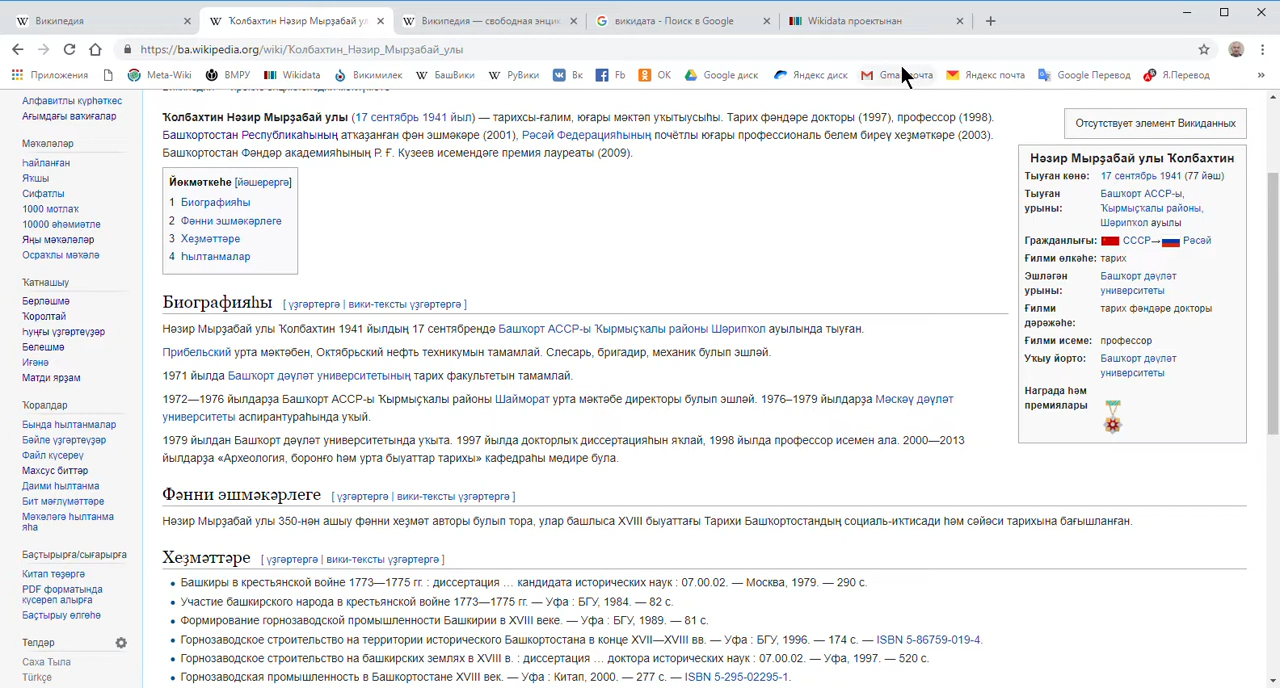 Википедия
Ҡолбахтин Нәзир Мырҙабай ул
Википедия — свободная энцик
викидата - Поиск в Google
Wikidata проектынан
https://ba.wikipedia.org/wiki/Ҡолбахтин_Нәзир_Мырҙабай_улы
Приложения
Meta-Wiki
ВМРУ
Wikidata
Викимилек
БашВики
РуВики
Вк
Fb
ОК
Google диск
Яндекс диск
Яндекс почта
Google Перевод
Я.Перевод
»
Алфавитлы күрһәткес
Ағымдағы ваҡиғалар
Мәҡәләләр
Һайланған
Яҡшы
Сифатлы
1000 мотлаҡ
10000 әһәмиәтле
Яңы мәҡәләләр
Осраҡлы мәҡәлә
Ҡатнашыу
Берләшмә
Ҡоролтай
Һуңғы үҙгәртеүҙәр
Белешмә
Иғәнә
Матди ярҙам
Ҡоралдар
Бында һылтанмалар
Бәйле үҙгәртеүҙәр
Файл күсереү
Махсус биттәр
Даими һылтанма
Бит мәғлүмәттәре
Мәҡәләгә һылтанма
яһа
Баҫтырырға/сығарырға
Китап төҙөргә
PDF форматында
күсереп алырға
Баҫтырыу өлгөһө
Телдәр
Саха Тыла
Türkçe
Ҡолбахтин Нәзир Мырҙабай улы (17 сентябрь 1941 йыл) — тарихсы-ғалим, юғары мәктәп уҡытыусыһы. Тарих фәндәре докторы (1997), профессор (1998).
Башҡортостан Республикаһының атҡаҙанған фән эшмәкәре (2001), Рәсәй Федерацияһының почётлы юғары профессиональ белем биреү хеҙмәткәре (2003).
Башҡортостан Фәндәр академияһының Р. Ғ. Кузеев исемендәге премия лауреаты (2009).
Йөкмәткеһе [йәшерергә]
1 Биографияһы
2 Фәнни эшмәкәрлеге
3 Хеҙмәттәре
4 Һылтанмалар
Отсутствует элемент Викиданных
Нәзир Мырҙабай улы Ҡолбахтин
Тыуған көнө: 17 сентябрь 1941 (77 йәш)
Тыуған урыны: Башҡорт АССР-ы,
Ҡырмыҫҡалы районы,
Шәрипҡол ауылы
Гражданлығы: СССР→ Рәсәй
Ғилми өлкәһе: тарих
Эшләгән урыны: Башҡорт дәүләт
университеты
Ғилми дәрәжәһе: тарих фәндәре докторы
Ғилми исеме: профессор
Уҡыу йорто: Башҡорт дәүләт
университеты
Награда һәм
премиялары
Биографияһы [ үҙгәртергә | вики-тексты үҙгәртергә ]
Нәзир Мырҙабай улы Ҡолбахтин 1941 йылдың 17 сентябрендә Башҡорт АССР-ы Ҡырмыҫҡалы районы Шәрипҡол ауылында тыуған.
Прибельский урта мәктәбен, Октябрьский нефть техникумын тамамлай. Слесарь, бригадир, механик булып эшләй.
1971 йылда Башҡорт дәүләт университетының тарих факультетын тамамлай.
1972—1976 йылдарҙа Башҡорт АССР-ы Ҡырмыҫҡалы районы Шайморат урта мәктәбе директоры булып эшләй. 1976–1979 йылдарҙа Мәскәү дәүләт
университеты аспирантураһында уҡый.
1979 йылдан Башҡорт дәүләт университетында уҡыта. 1997 йылда докторлыҡ диссертацияһын яҡлай, 1998 йылда профессор исемен ала. 2000—2013
йылдарҙа «Археология, боронғо һәм урта быуаттар тарихы» кафедраһы мөдире була.
Фәнни эшмәкәрлеге [ үҙгәртергә | вики-тексты үҙгәртергә ]
Нәзир Мырҙабай улы 350-нән ашыу фәнни хеҙмәт авторы булып тора, улар башлыса XVIII быуаттағы Тарихи Башҡортостандың социаль-иҡтисади һәм сәйәси тарихына бағышланған.
Хеҙмәттәре [ үҙгәртергә | вики-тексты үҙгәртергә ]
Башкиры в крестьянской войне 1773—1775 гг. : диссертация … кандидата исторических наук : 07.00.02. — Москва, 1979. — 290 с.
Участие башкирского народа в крестьянской войне 1773—1775 гг. — Уфа : БГУ, 1984. — 82 с.
Формирование горнозаводской промышленности Башкирии в XVIII веке. — Уфа : БГУ, 1989. — 81 с.
Горнозаводское строительство на территории исторического Башкортостана в конце XVII—XVIII вв. — Уфа : БГУ, 1996. — 174 с. — ISBN 5-86759-019-4.
Горнозаводское строительство на башкирских землях в XVIII в. : диссертация … доктора исторических наук : 07.00.02. — Уфа, 1997. — 520 с.
Горнозаводская промышленность в Башкортостане XVIII век. — Уфа : Китап, 2000. — 277 с. — ISBN 5-295-02295-1.